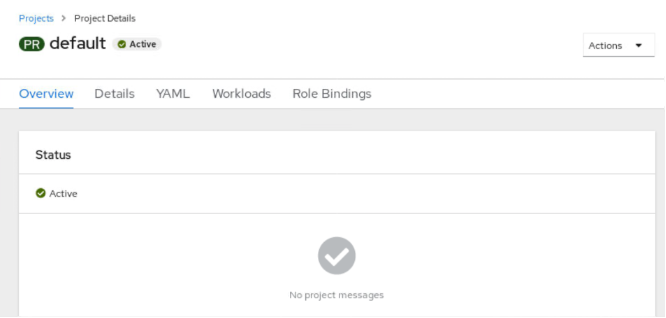 Projects > Project Details
PR default Active
Actions
Overview Details YAML Workloads Role Bindings
Status
Active
No project messages